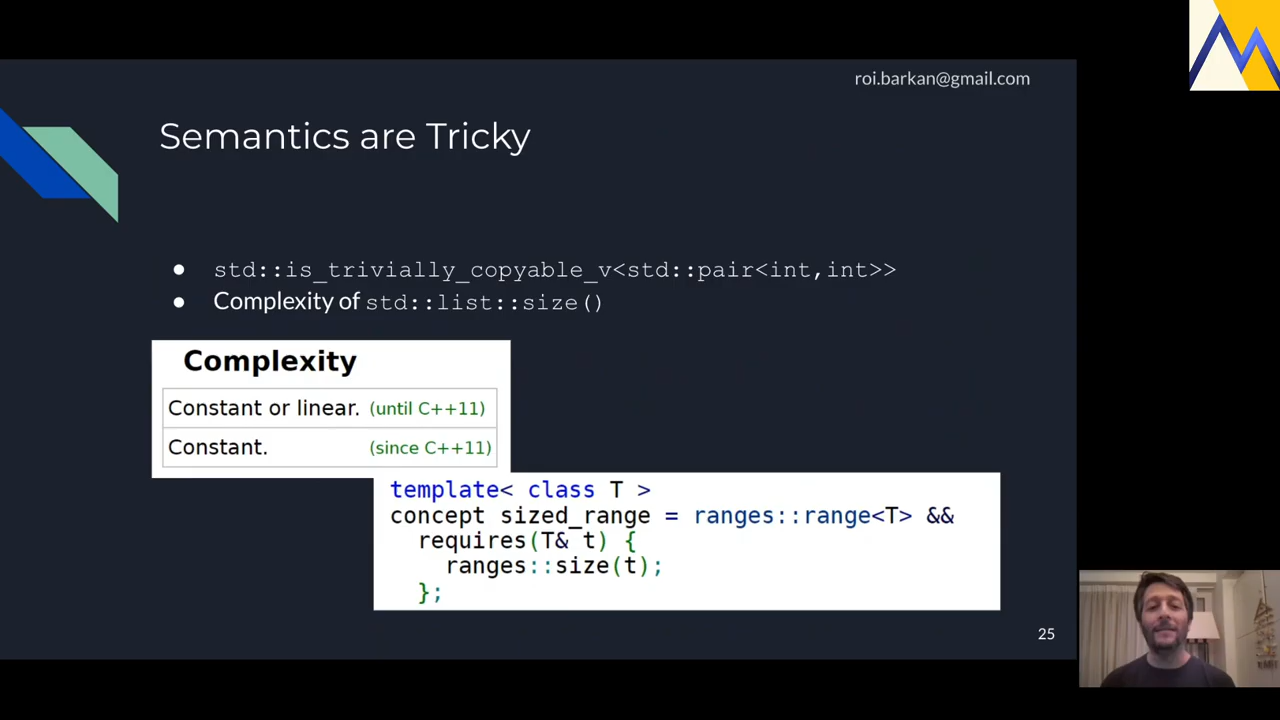 roi.barkan@gmail.com
Semantics are Tricky
● std::is_trivially_copyable_v<std::pair<int,int>>
● Complexity of std::list::size()
Complexity
Constant or linear. (until C++11)
Constant. (since C++11)
template< class T >
concept sized_range = ranges::range<T> &&
requires(T& t) {
ranges::size(t);
};
25